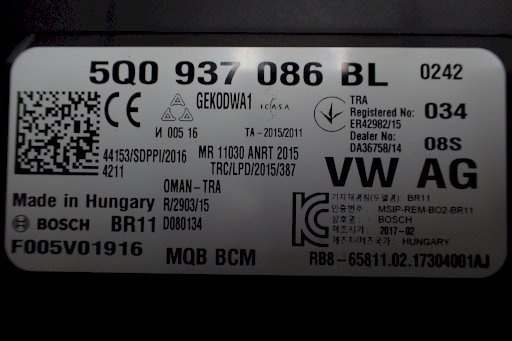 5Q0 937 086 BL 0242
CE
GEKODWA1
ICASA
TRA
Registered No:
ER42982/15
Dealer No:
DA36758/14
034
08S
И 005 16
TA-2015/2011
44153/SDPPI/2016
4211
MR 11030 ANRT 2015
TRC/LPD/2015/387
VW AG
OMAN-TRA
R/2903/15
D080134
Made in Hungary
BOSCH BR11
F005V01916
MQB BCM
기자재명칭(모델명): BR11
인증번호: MSIP-REM-BO2-BR11
상호명: BOSCH
제조시기: 2017-02
제조자/제조국가: HUNGARY
RB8-65811.02.17304001AJ